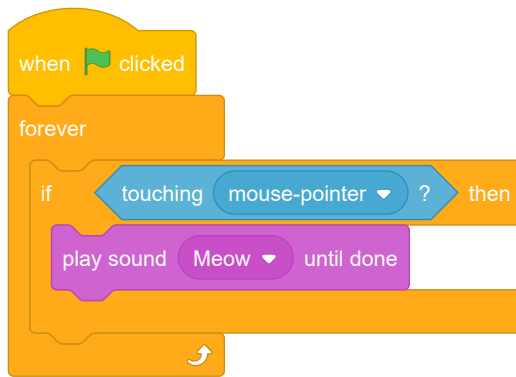 when clicked
forever
if touching mouse-pointer ? then
play sound Meow until done